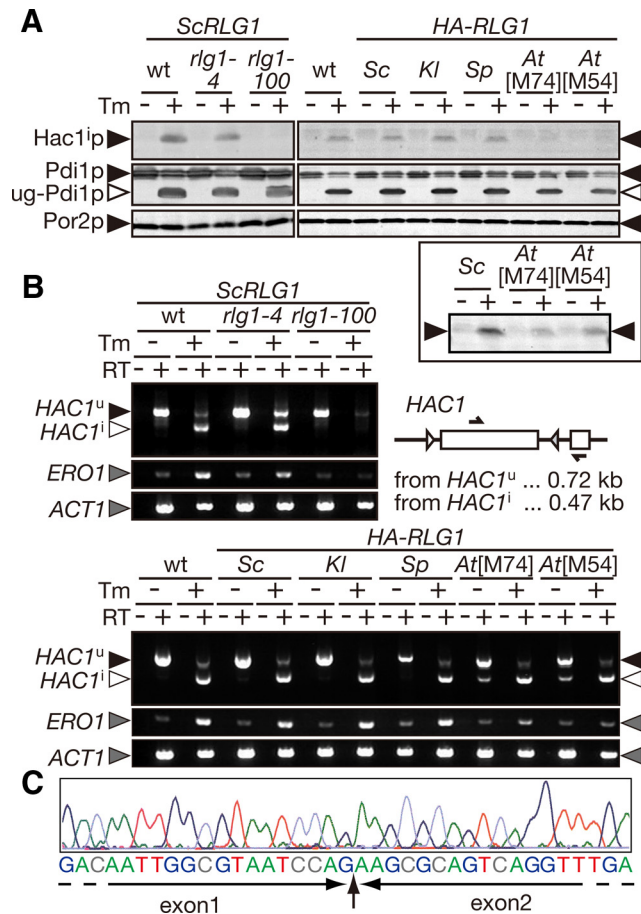 A
ScRLG1
HA-RLG1
wt rlg1-4 rlg1-100 wt Sc Kl Sp At[M74] At[M54]
Tm - + - + - + - + - + - + - + - + - +
Hac1ⁱp
Pdi1p
ug-Pdi1p
Por2p
Sc At[M74] At[M54]
- + - + - +
B
ScRLG1
wt rlg1-4 rlg1-100
Tm - + - + - +
RT - + - + - + - + - + - +
HAC1ᵘ
HAC1ⁱ
ERO1
ACT1
HAC1
from HAC1ᵘ ... 0.72 kb
from HAC1ⁱ ... 0.47 kb
HA-RLG1
wt Sc Kl Sp At[M74] At[M54]
Tm - + - + - + - + - + - +
RT - + - + - + - + - + - + - + - + - + - + - + - +
HAC1ᵘ
HAC1ⁱ
ERO1
ACT1
C
GACAATTGGCGTAATCCAGAAGCGCAGTCAGGTTTGA
exon1 exon2